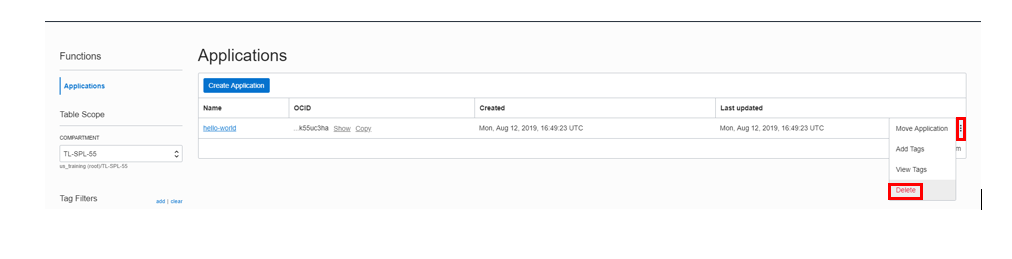 Functions
Applications
Table Scope
COMPARTMENT
TL-SPL-55
ua_training (root)/TL-SPL-55
Tag Filters add | clear
Applications
Create Application
Name OCID Created Last updated
hello-world ...k55uc3ha Show Copy Mon, Aug 12, 2019, 16:49:23 UTC Mon, Aug 12, 2019, 16:49:23 UTC
Move Application
Add Tags
View Tags
Delete